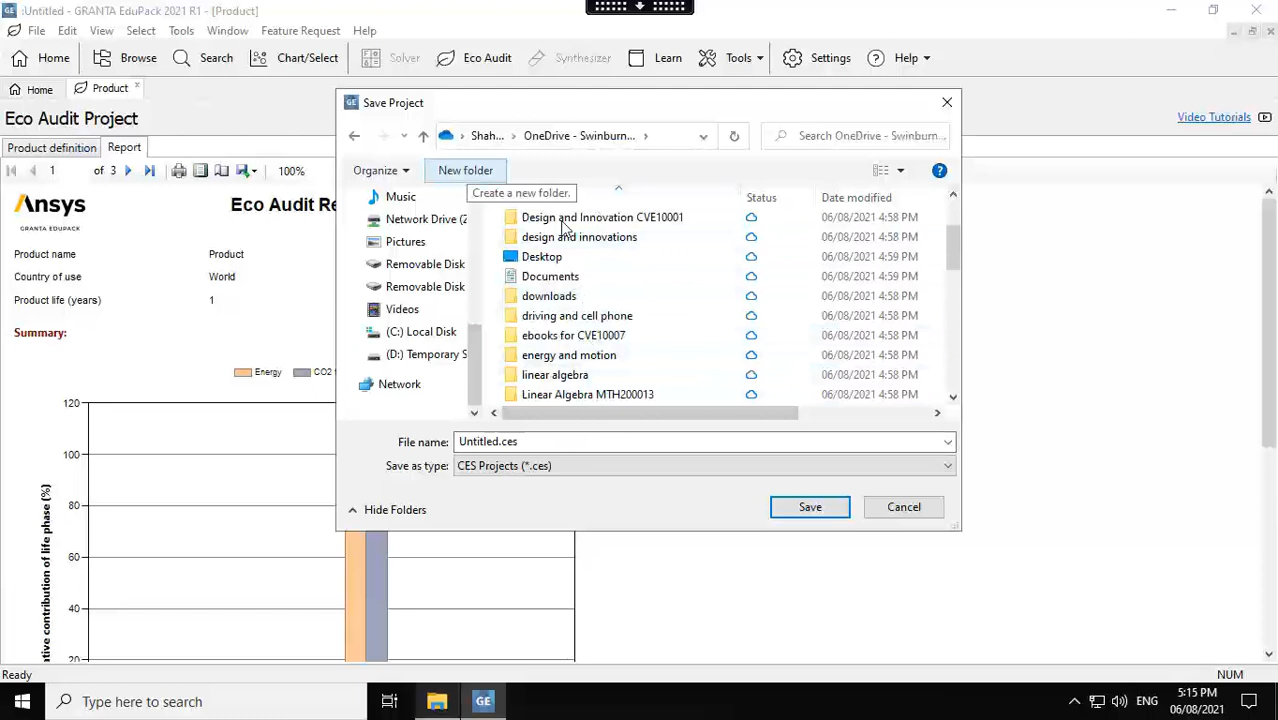 :Untitled - GRANTA EduPack 2021 R1 - [Product]
File Edit View Select Tools Window Feature Request Help
Home Browse Search Chart/Select Solver Eco Audit Synthesizer Learn Tools Settings Help
Home Product
Eco Audit Project
Video Tutorials
Product definition Report
1 of 3 100%
Ansys
GRANTA EDUPACK
Eco Audit Re
Product name Product
Country of use World
Product life (years) 1
Summary:
Energy CO2
120
100
80
60
40
20
ative contribution of life phase (%)
Save Project
Shah... OneDrive - Swinburn...
Search OneDrive - Swinburn...
Organize New folder
Create a new folder.
Music
Network Drive (Z
Pictures
Removable Disk
Removable Disk
Videos
(C:) Local Disk
(D:) Temporary S
Network
Status Date modified
Design and Innovation CVE10001 06/08/2021 4:58 PM
design and innovations 06/08/2021 4:58 PM
Desktop 06/08/2021 4:59 PM
Documents 06/08/2021 4:59 PM
downloads 06/08/2021 4:58 PM
driving and cell phone 06/08/2021 4:58 PM
ebooks for CVE10007 06/08/2021 4:58 PM
energy and motion 06/08/2021 4:58 PM
linear algebra 06/08/2021 4:58 PM
Linear Algebra MTH200013 06/08/2021 4:58 PM
File name: Untitled.ces
Save as type: CES Projects (*.ces)
Hide Folders
Save Cancel
Ready NUM
Type here to search
GE
ENG
5:15 PM
06/08/2021